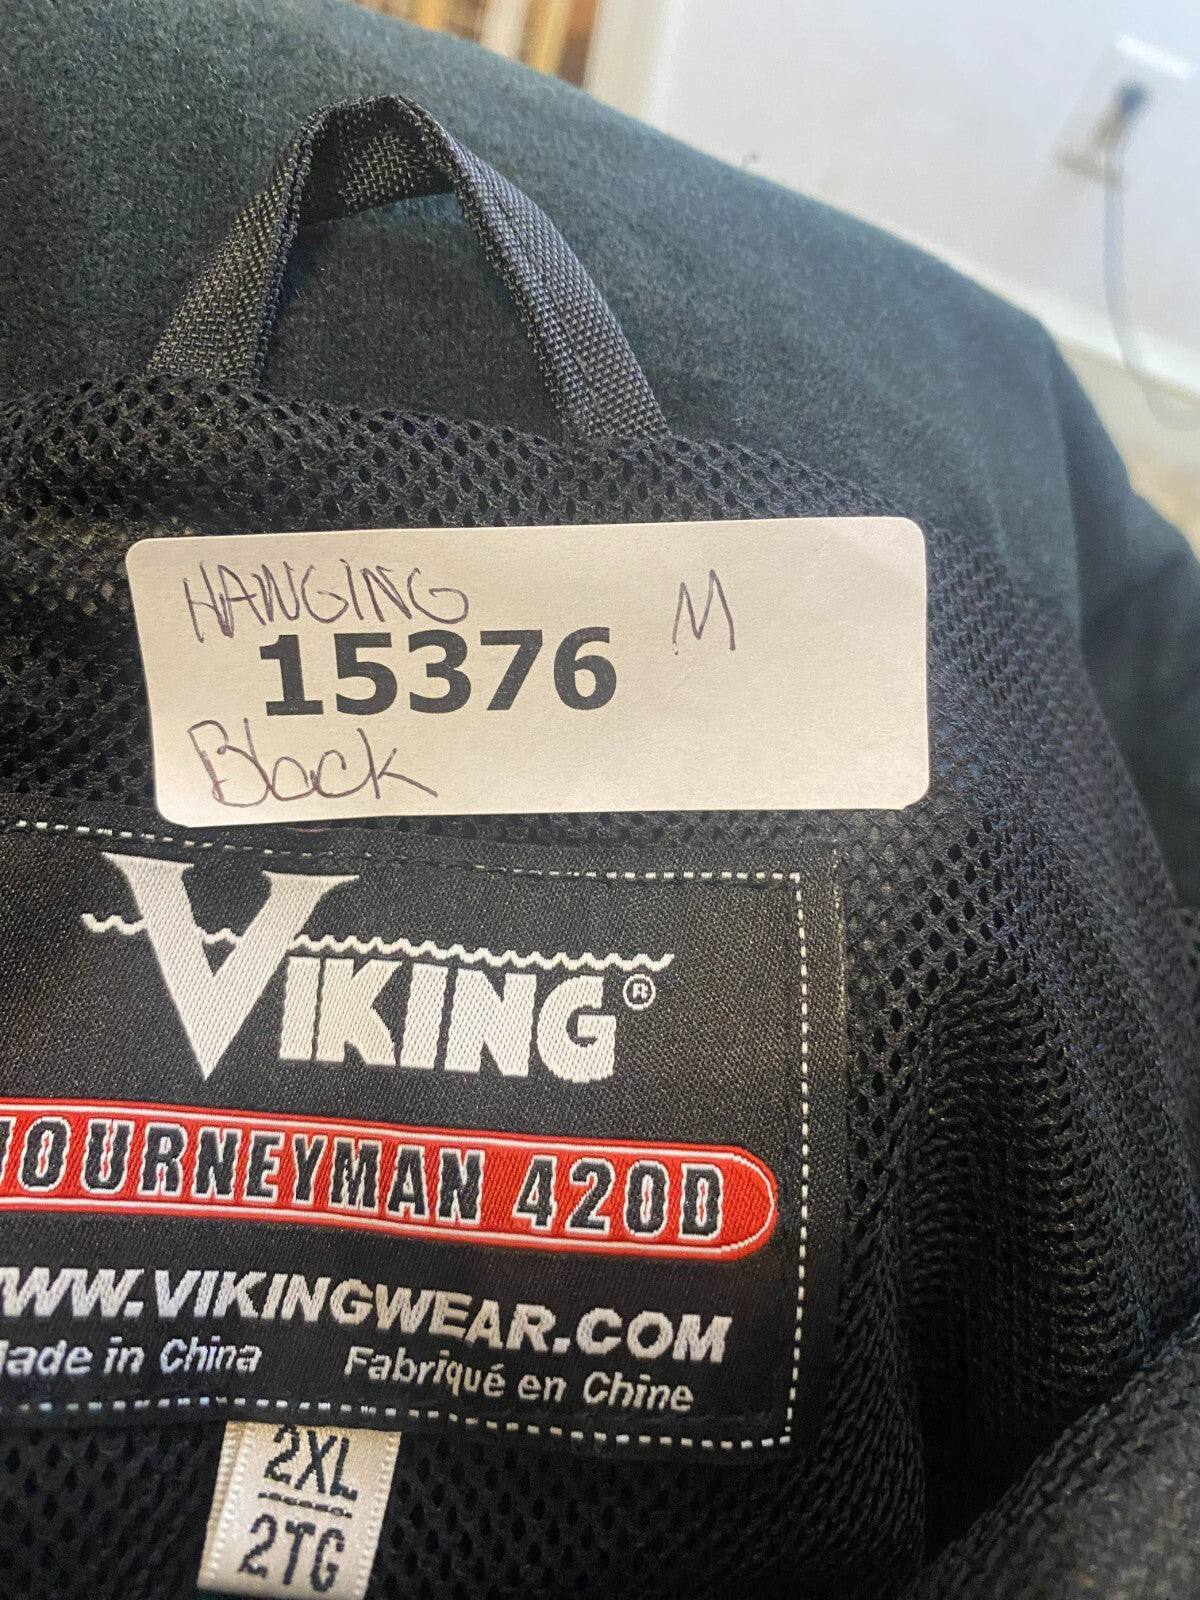 HANGING M
15376
Black
VIKING®
JOURNEYMAN 420D
WWW.VIKINGWEAR.COM
Made in China Fabriqué en Chine
2XL
2TG